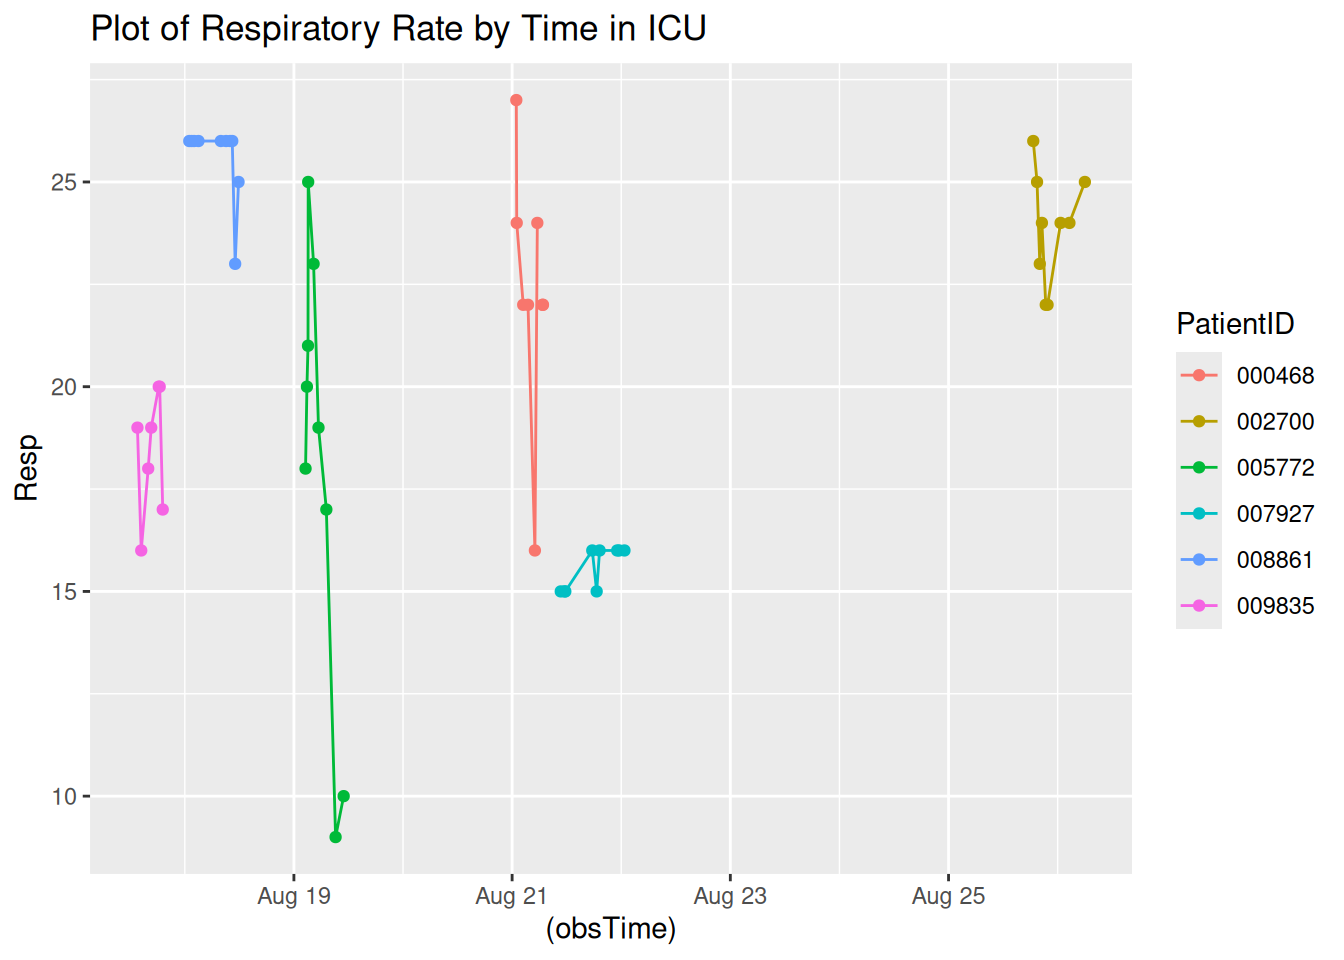 Plot of Respiratory Rate by Time in ICU
25
20
15
10
Resp
Aug 19
Aug 21
Aug 23
Aug 25
(obsTime)
PatientID
000468
002700
005772
007927
008861
009835